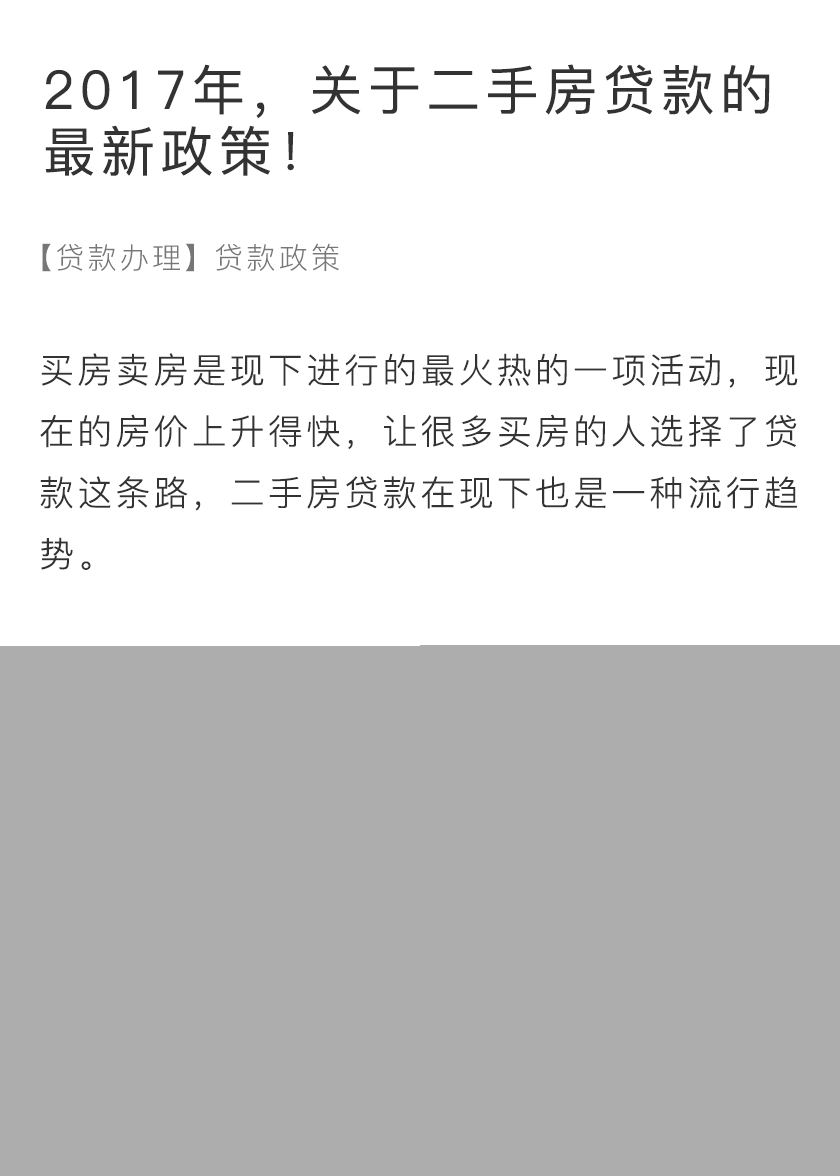 2017年，关于二手房贷款的
最新政策！
【贷款办理】贷款政策
买房卖房是现下进行的最火热的一项活动，现
在的房价上升得快，让很多买房的人选择了贷
款这条路，二手房贷款在现下也是一种流行趋
势。